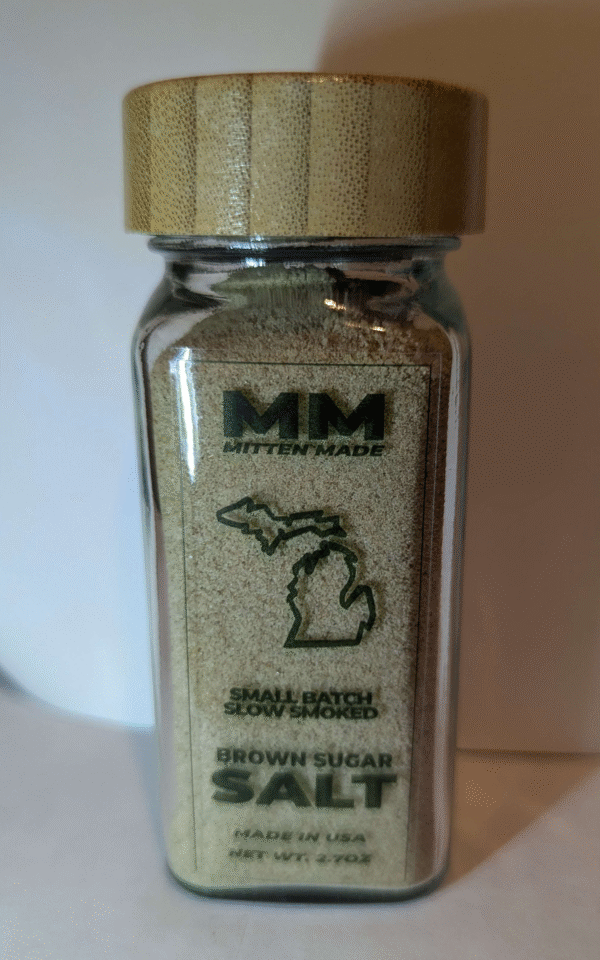 MM
MITTEN MADE
SMALL BATCH
SLOW SMOKED
BROWN SUGAR
SALT
MADE IN USA
NET WT. 2.7OZ